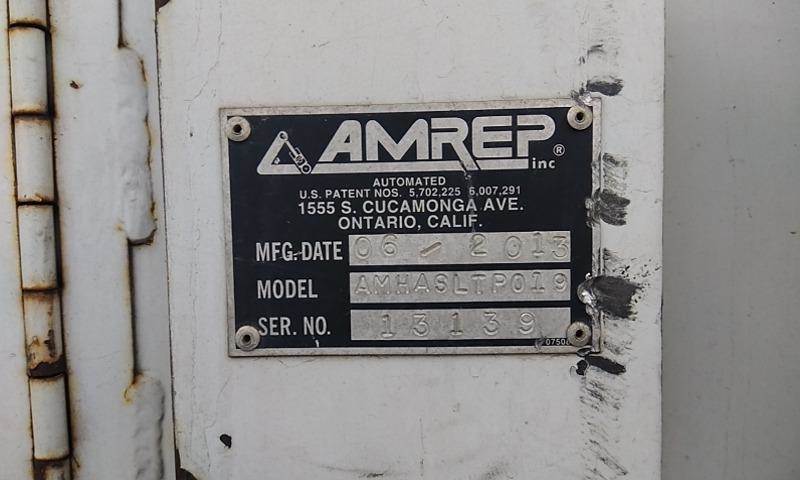 AMREP®
inc
AUTOMATED
U.S. PATENT NOS. 5,702,225 6,007,291
1555 S. CUCAMONGA AVE.
ONTARIO, CALIF.
MFG. DATE 06 / 2013
MODEL AMHASLTP019
SER. NO. 13139